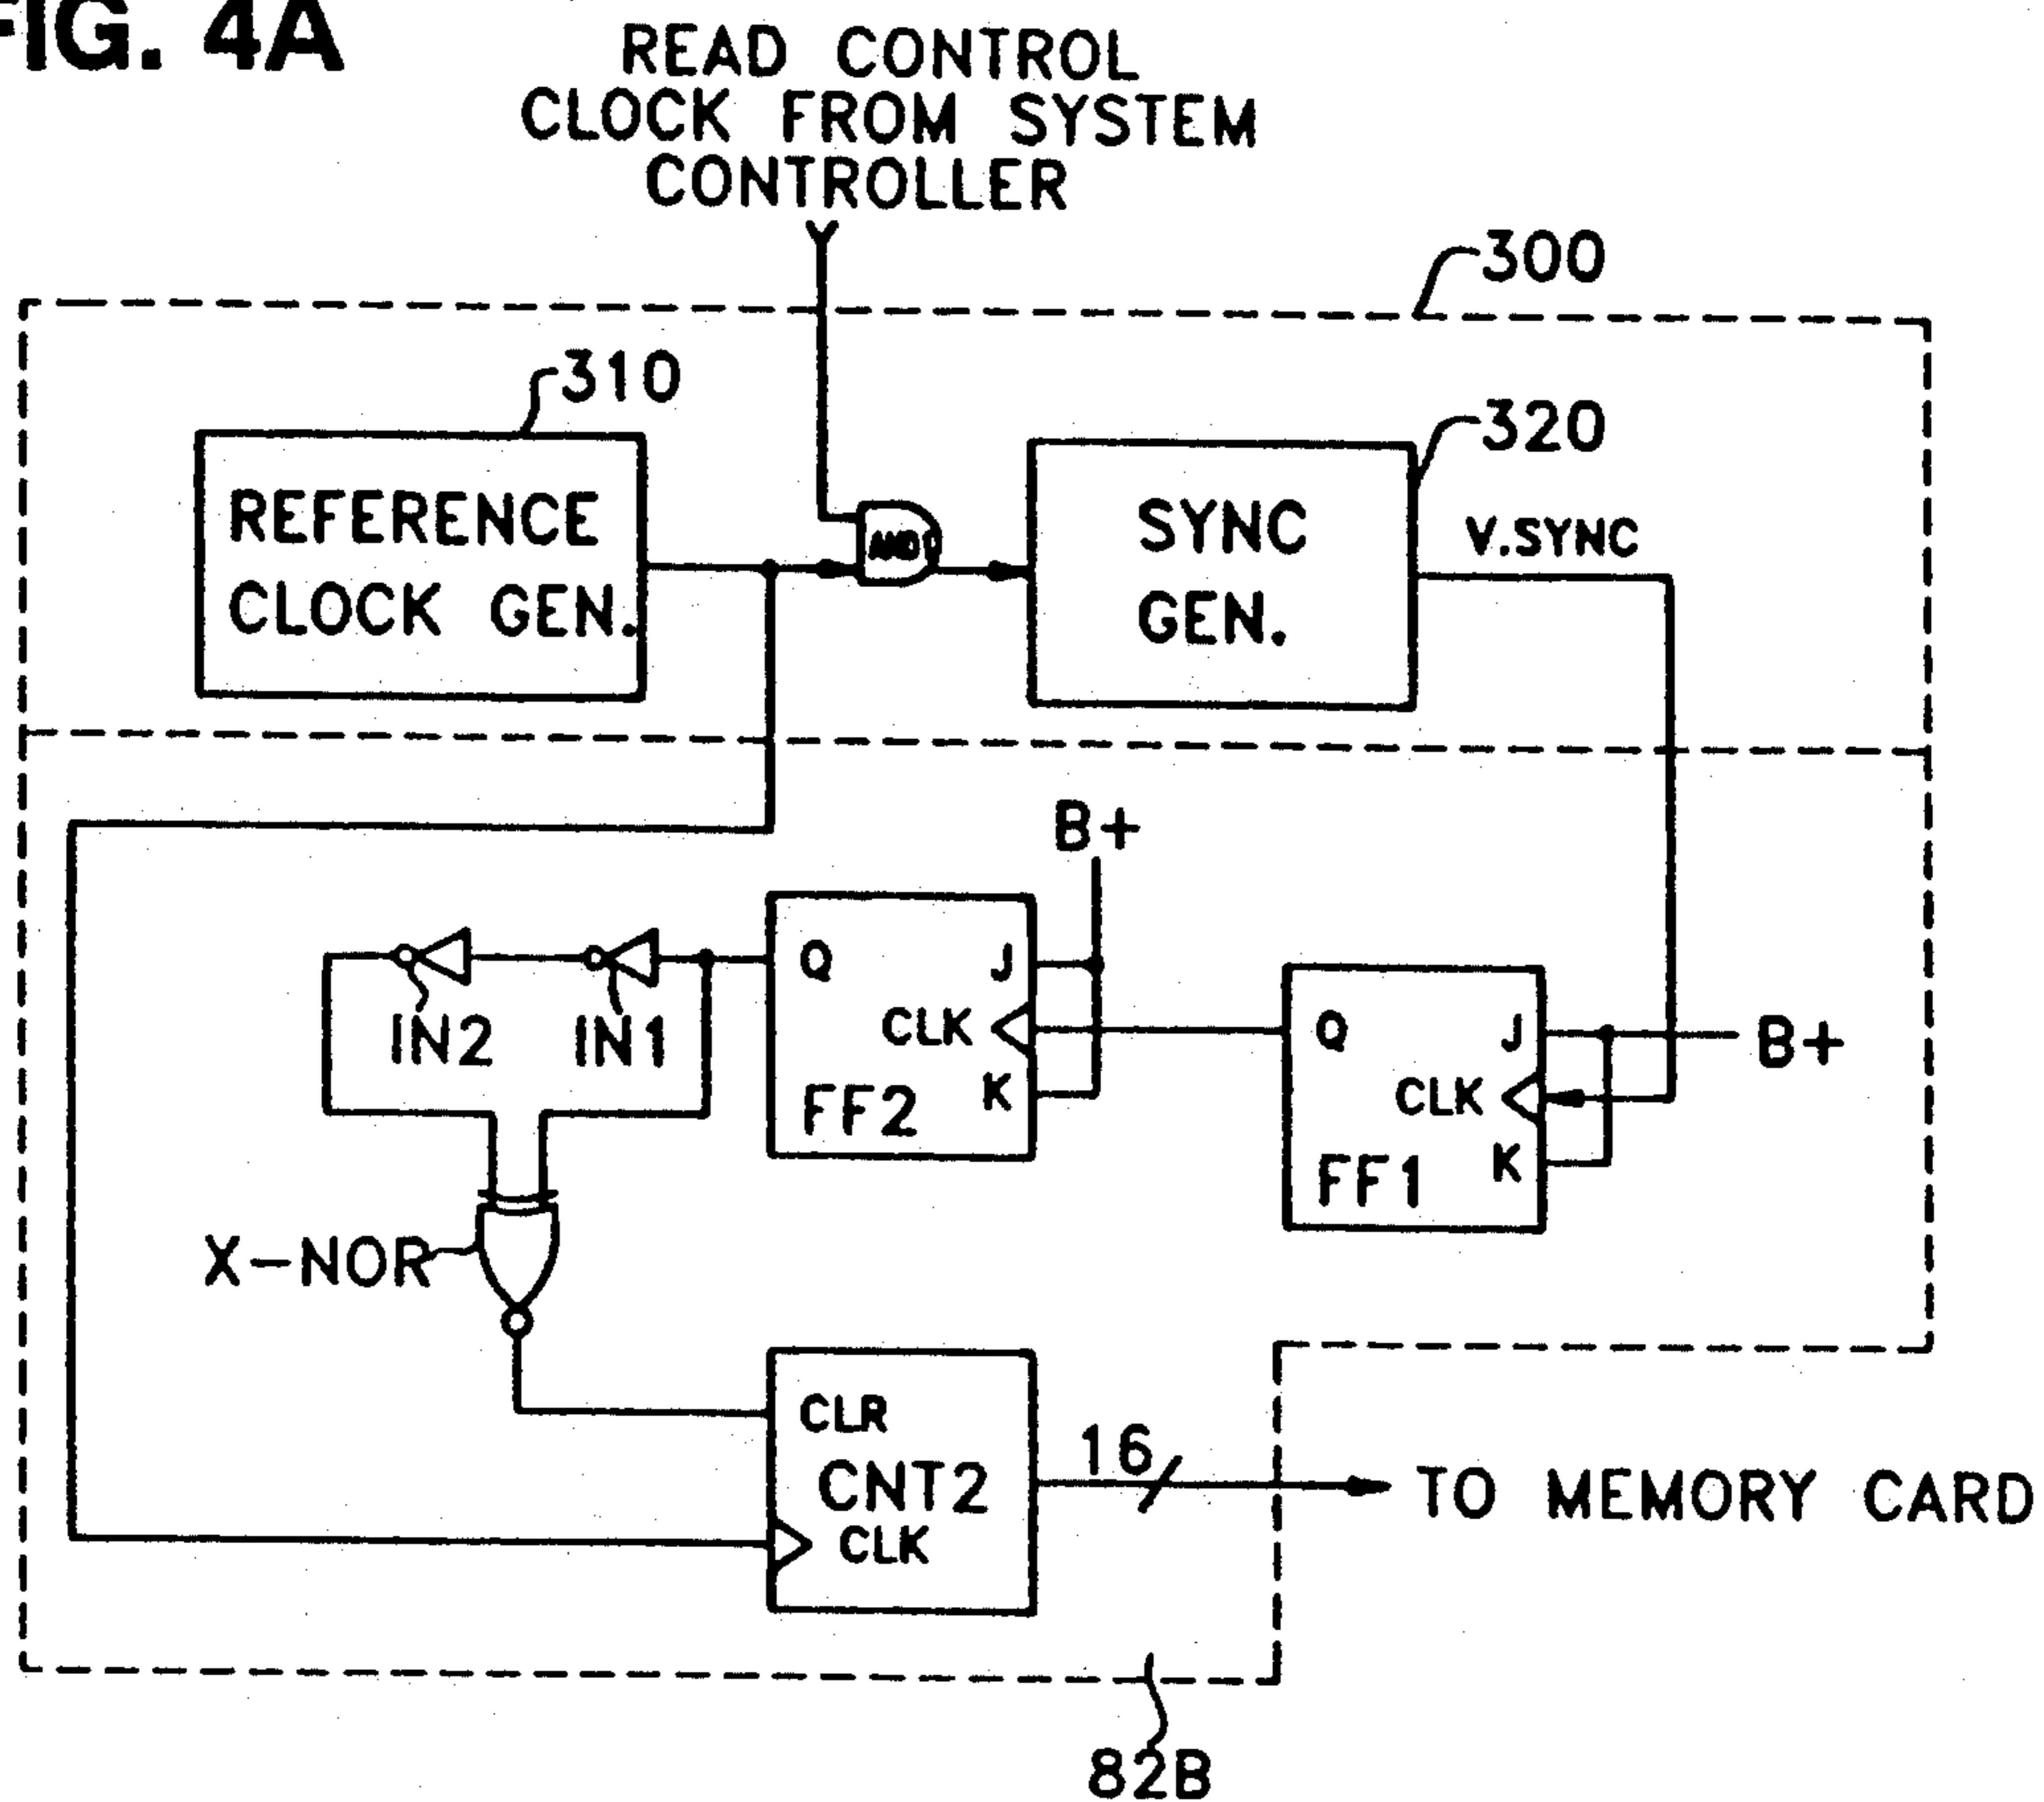 FIG. 4A
READ CONTROL
CLOCK FROM SYSTEM
CONTROLLER
300
310
320
REFERENCE
CLOCK GEN.
SYNC
GEN.
V.SYNC
B+
Q
J
CLK
K
FF2
IN2
IN1
Q
J
CLK
K
FF1
B+
X-NOR
CLR
CNT2
CLK
16
TO MEMORY CARD
82B